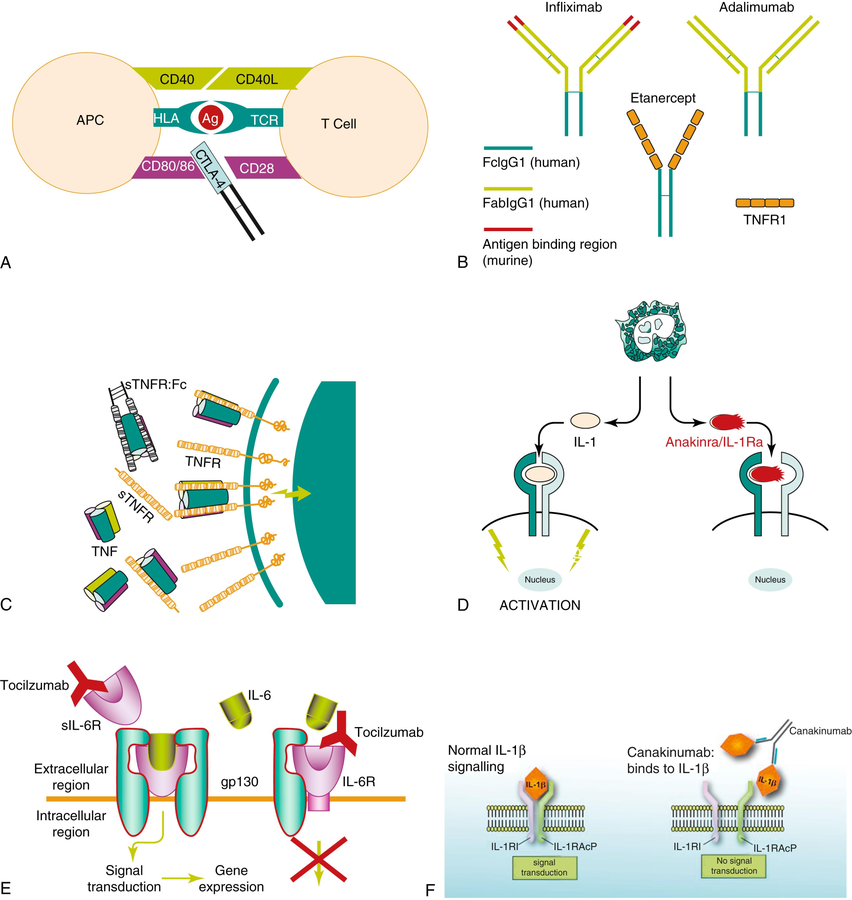 CD40
CD40L
APC
HLA
Ag
TCR
T Cell
CD80/86
CTLA-4
CD28
A
Infliximab
Adalimumab
Etanercept
FcIgG1 (human)
FabIgG1 (human)
Antigen binding region
(murine)
TNFR1
B
sTNFR:Fc
TNFR
sTNFR
TNF
C
IL-1
Anakinra/IL-1Ra
Nucleus
Nucleus
ACTIVATION
D
Tocilzumab
sIL-6R
IL-6
Tocilzumab
Extracellular
region
gp130
IL-6R
Intracellular
region
Signal
transduction
Gene
expression
E
Normal IL-1β
signalling
IL-1β
IL-1RI
IL-1RAcP
signal
transduction
Canakinumab:
binds to IL-1β
Canakinumab
IL-1β
IL-1RI
IL-1RAcP
No signal
transduction
F